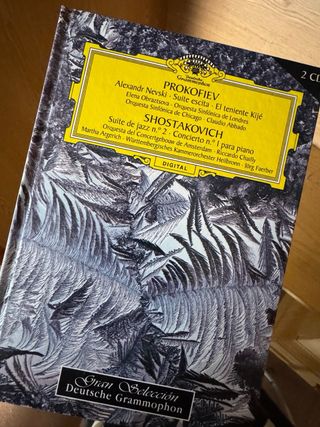 Deutsche
Grammophon
2 CD
PROKOFIEV
Alexandr Nevski · Suite escita · El teniente Kijé
Elena Obraztsova · Orquesta Sinfónica de Londres
Orquesta Sinfónica de Chicago · Claudio Abbado
SHOSTAKOVICH
Suite de jazz n.º 2 · Concierto n.º 1 para piano
Orquesta del Concertgebouw de Amsterdam · Riccardo Chailly
Martha Argerich · Württembergisches Kammerorchester Heilbronn · Jörg Faerber
DIGITAL
Gran Selección
Deutsche Grammophon